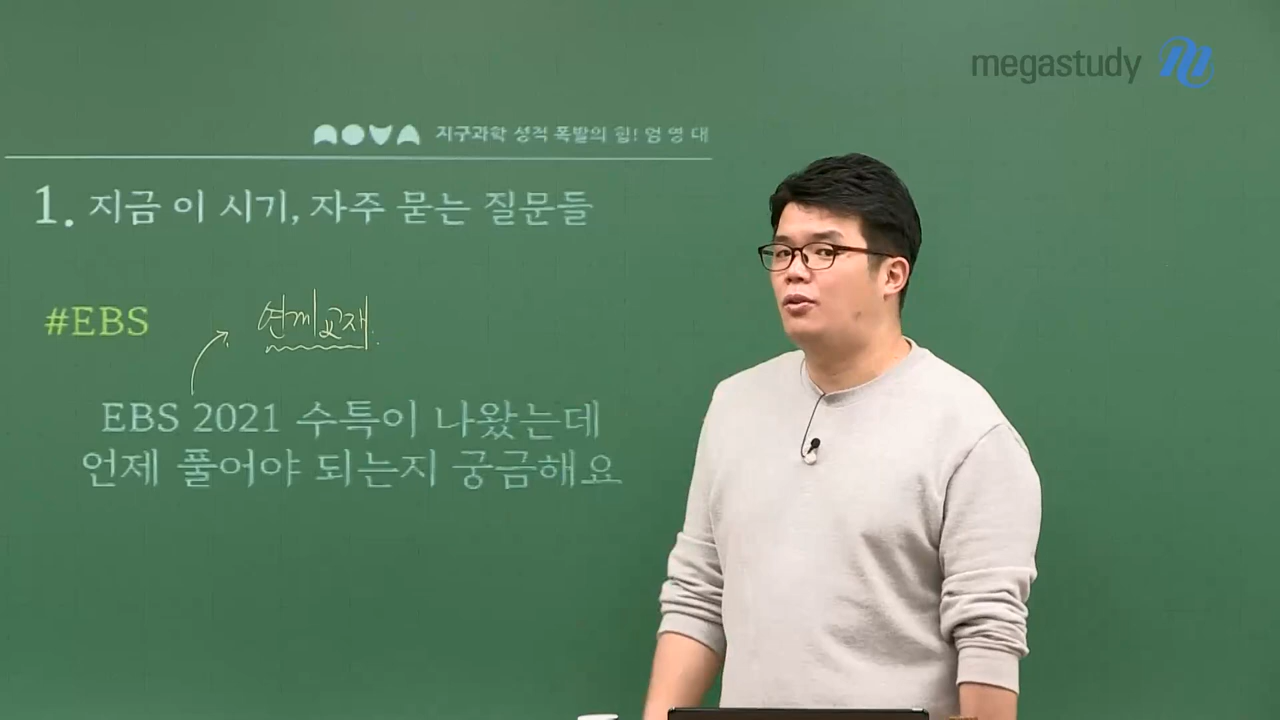 megastudy
지구과학 성적 폭발의 힘! 엄영대
1. 지금 이 시기, 자주 묻는 질문들
#EBS
연계교재.
EBS 2021 수특이 나왔는데
언제 풀어야 되는지 궁금해요